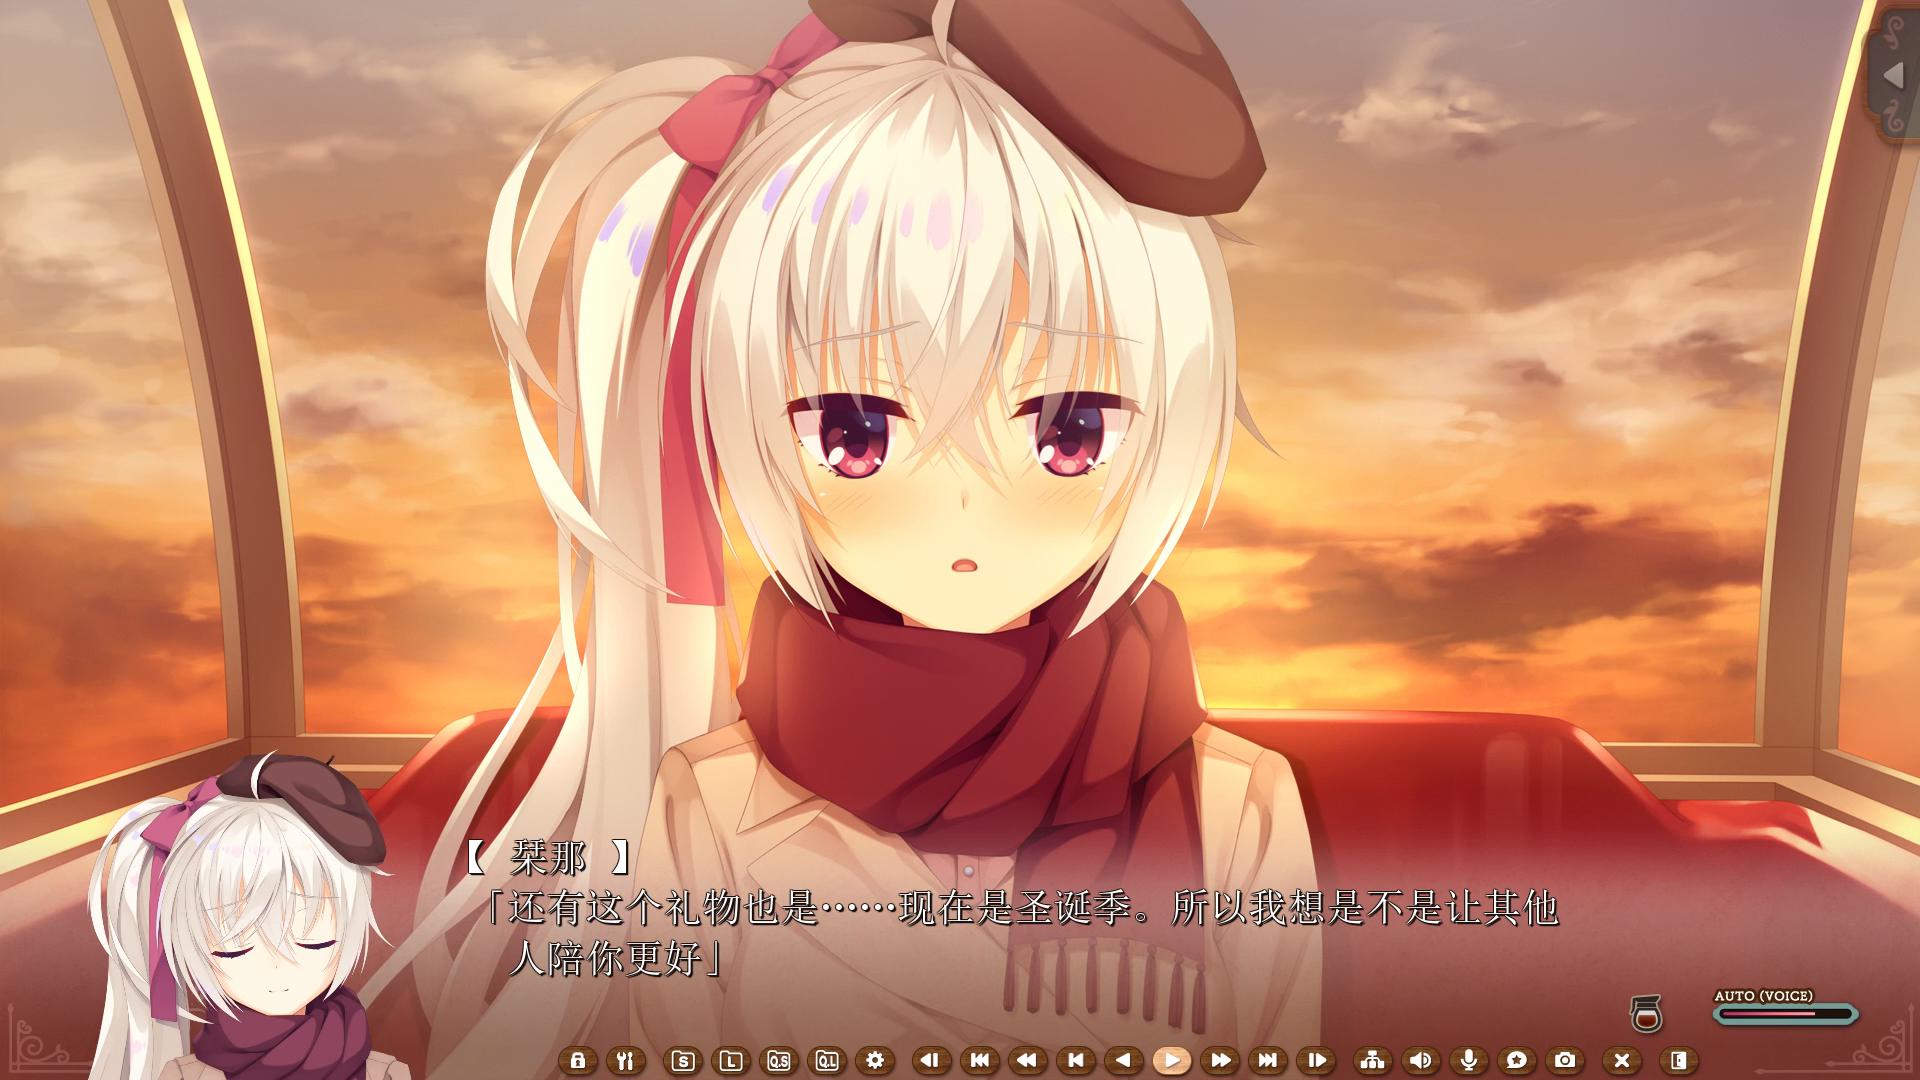 【 栞那 】
「还有这个礼物也是……现在是圣诞季。所以我想是不是让其他
人陪你更好」
AUTO (VOICE)
S L Q.S Q.L